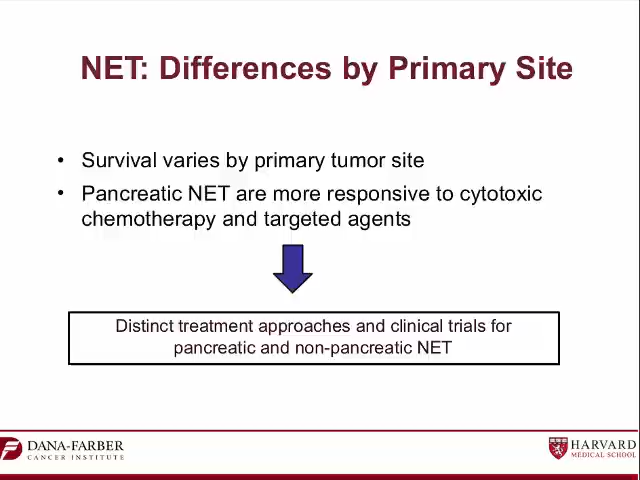 NET: Differences by Primary Site
• Survival varies by primary tumor site
• Pancreatic NET are more responsive to cytotoxic
chemotherapy and targeted agents
Distinct treatment approaches and clinical trials for
pancreatic and non-pancreatic NET
DANA-FARBER
CANCER INSTITUTE
HARVARD
MEDICAL SCHOOL